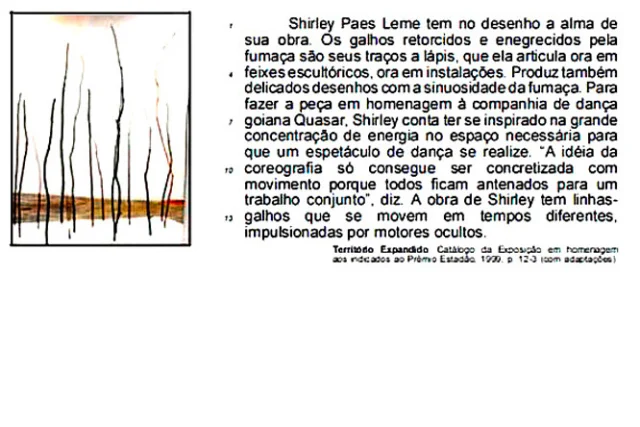 1 Shirley Paes Leme tem no desenho a alma de
sua obra. Os galhos retorcidos e enegrecidos pela
fumaça são seus traços a lápis, que ela articula ora em
4 feixes escultóricos, ora em instalações. Produz também
delicados desenhos com a sinuosidade da fumaça. Para
fazer a peça em homenagem à companhia de dança
7 goiana Quasar, Shirley conta ter se inspirado na grande
concentração de energia no espaço necessária para
que um espetáculo de dança se realize. "A idéia da
10 coreografia só consegue ser concretizada com
movimento porque todos ficam antenados para um
trabalho conjunto", diz. A obra de Shirley tem linhas-
13 galhos que se movem em tempos diferentes,
impulsionadas por motores ocultos.
Território Expandido. Catálogo da Exposição em homenagem
aos indicados ao Prêmio Estadão, 1999, p. 12-3 (com adaptações)